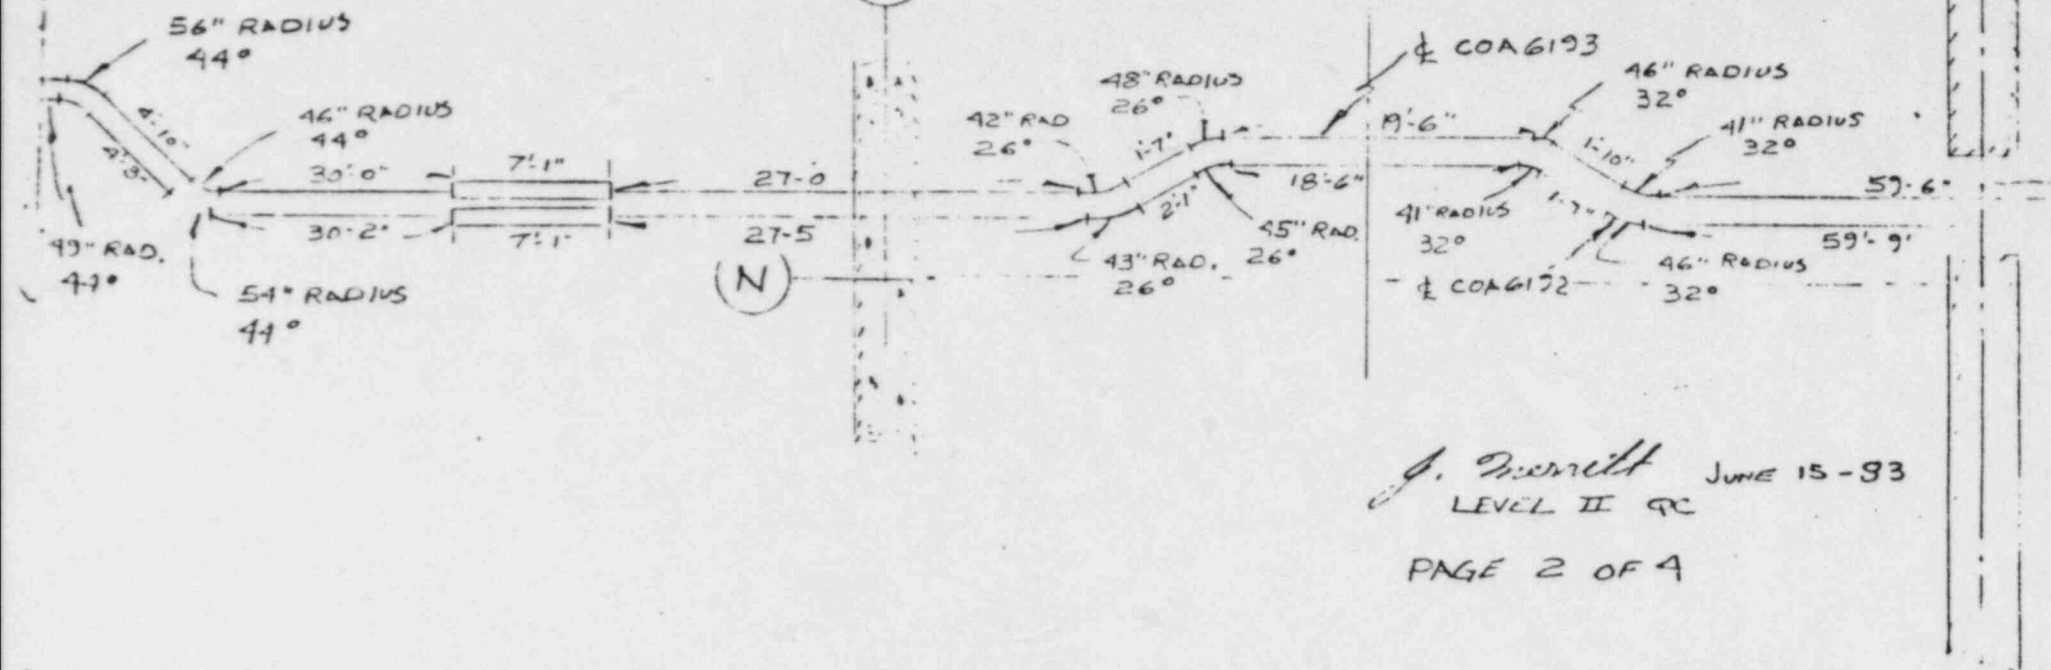 56" RADIUS
44°
4'-10"
4'-8"
46" RADIUS
44°
30'-0"
7'-1"
27-0
30-2"
7'-1"
27-5
49" RAD.
44°
54" RADIUS
44°
N
42" RAD
26°
48" RADIUS
26°
1'-7"
2'-1"
℄ COA6193
19'-6"
18'-6"
43" RAD.
26°
45" RAD.
26°
46" RADIUS
32°
41" RADIUS
32°
1'-10"
41" RADIUS
32°
℄ COA6192
46" RADIUS
32°
59'-6"
59'-9'
J. Merritt JUNE 15-83
LEVEL II QC
PAGE 2 OF 4